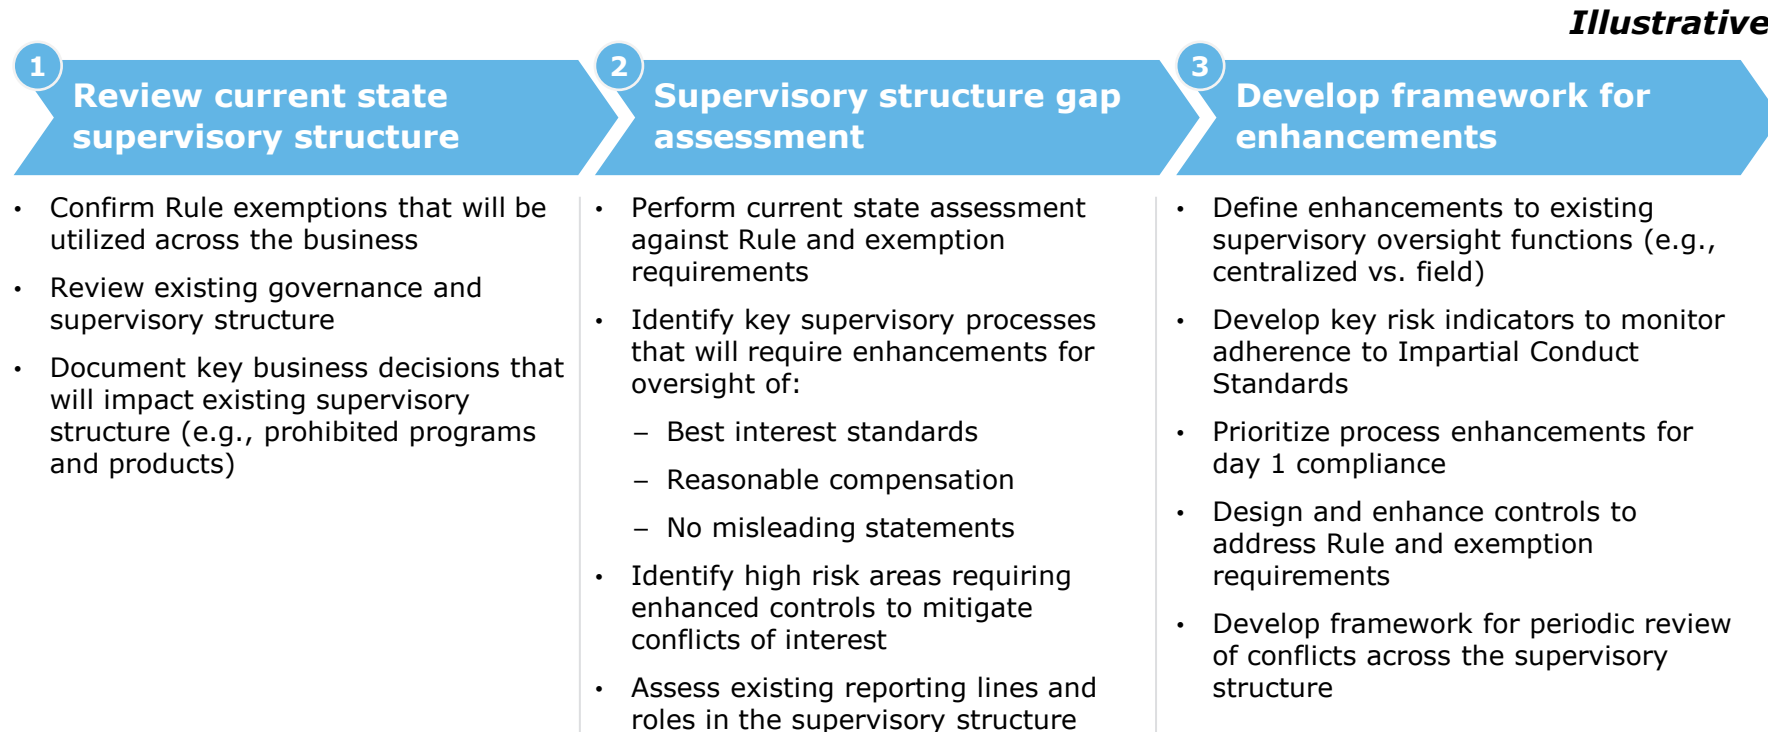 Illustrative
1
Review current state
supervisory structure
• Confirm Rule exemptions that will be
utilized across the business
• Review existing governance and
supervisory structure
• Document key business decisions that
will impact existing supervisory
structure (e.g., prohibited programs
and products)
2
Supervisory structure gap
assessment
• Perform current state assessment
against Rule and exemption
requirements
• Identify key supervisory processes
that will require enhancements for
oversight of:
– Best interest standards
– Reasonable compensation
– No misleading statements
• Identify high risk areas requiring
enhanced controls to mitigate
conflicts of interest
• Assess existing reporting lines and
roles in the supervisory structure
3
Develop framework for
enhancements
• Define enhancements to existing
supervisory oversight functions (e.g.,
centralized vs. field)
• Develop key risk indicators to monitor
adherence to Impartial Conduct
Standards
• Prioritize process enhancements for
day 1 compliance
• Design and enhance controls to
address Rule and exemption
requirements
• Develop framework for periodic review
of conflicts across the supervisory
structure